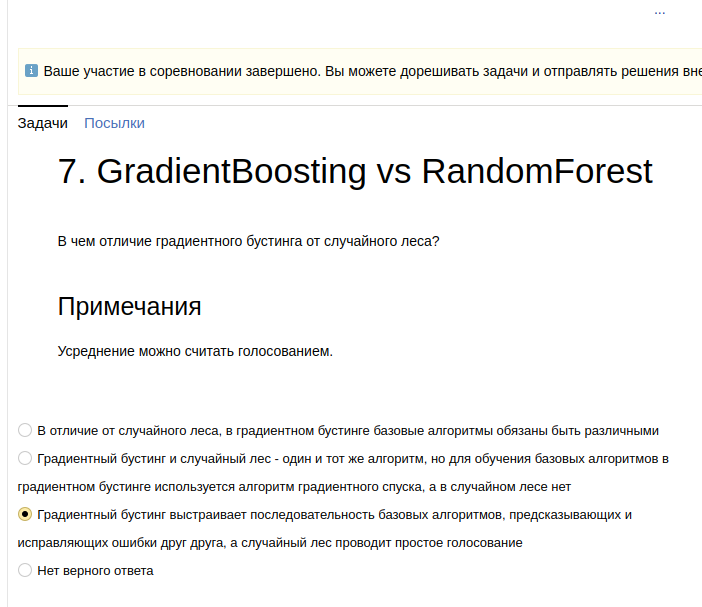 ...
Ваше участие в соревновании завершено. Вы можете дорешивать задачи и отправлять решения вне
Задачи Посылки
7. GradientBoosting vs RandomForest
В чем отличие градиентного бустинга от случайного леса?
Примечания
Усреднение можно считать голосованием.
В отличие от случайного леса, в градиентном бустинге базовые алгоритмы обязаны быть различными
Градиентный бустинг и случайный лес - один и тот же алгоритм, но для обучения базовых алгоритмов в
градиентном бустинге используется алгоритм градиентного спуска, а в случайном лесе нет
Градиентный бустинг выстраивает последовательность базовых алгоритмов, предсказывающих и
исправляющих ошибки друг друга, а случайный лес проводит простое голосование
Нет верного ответа